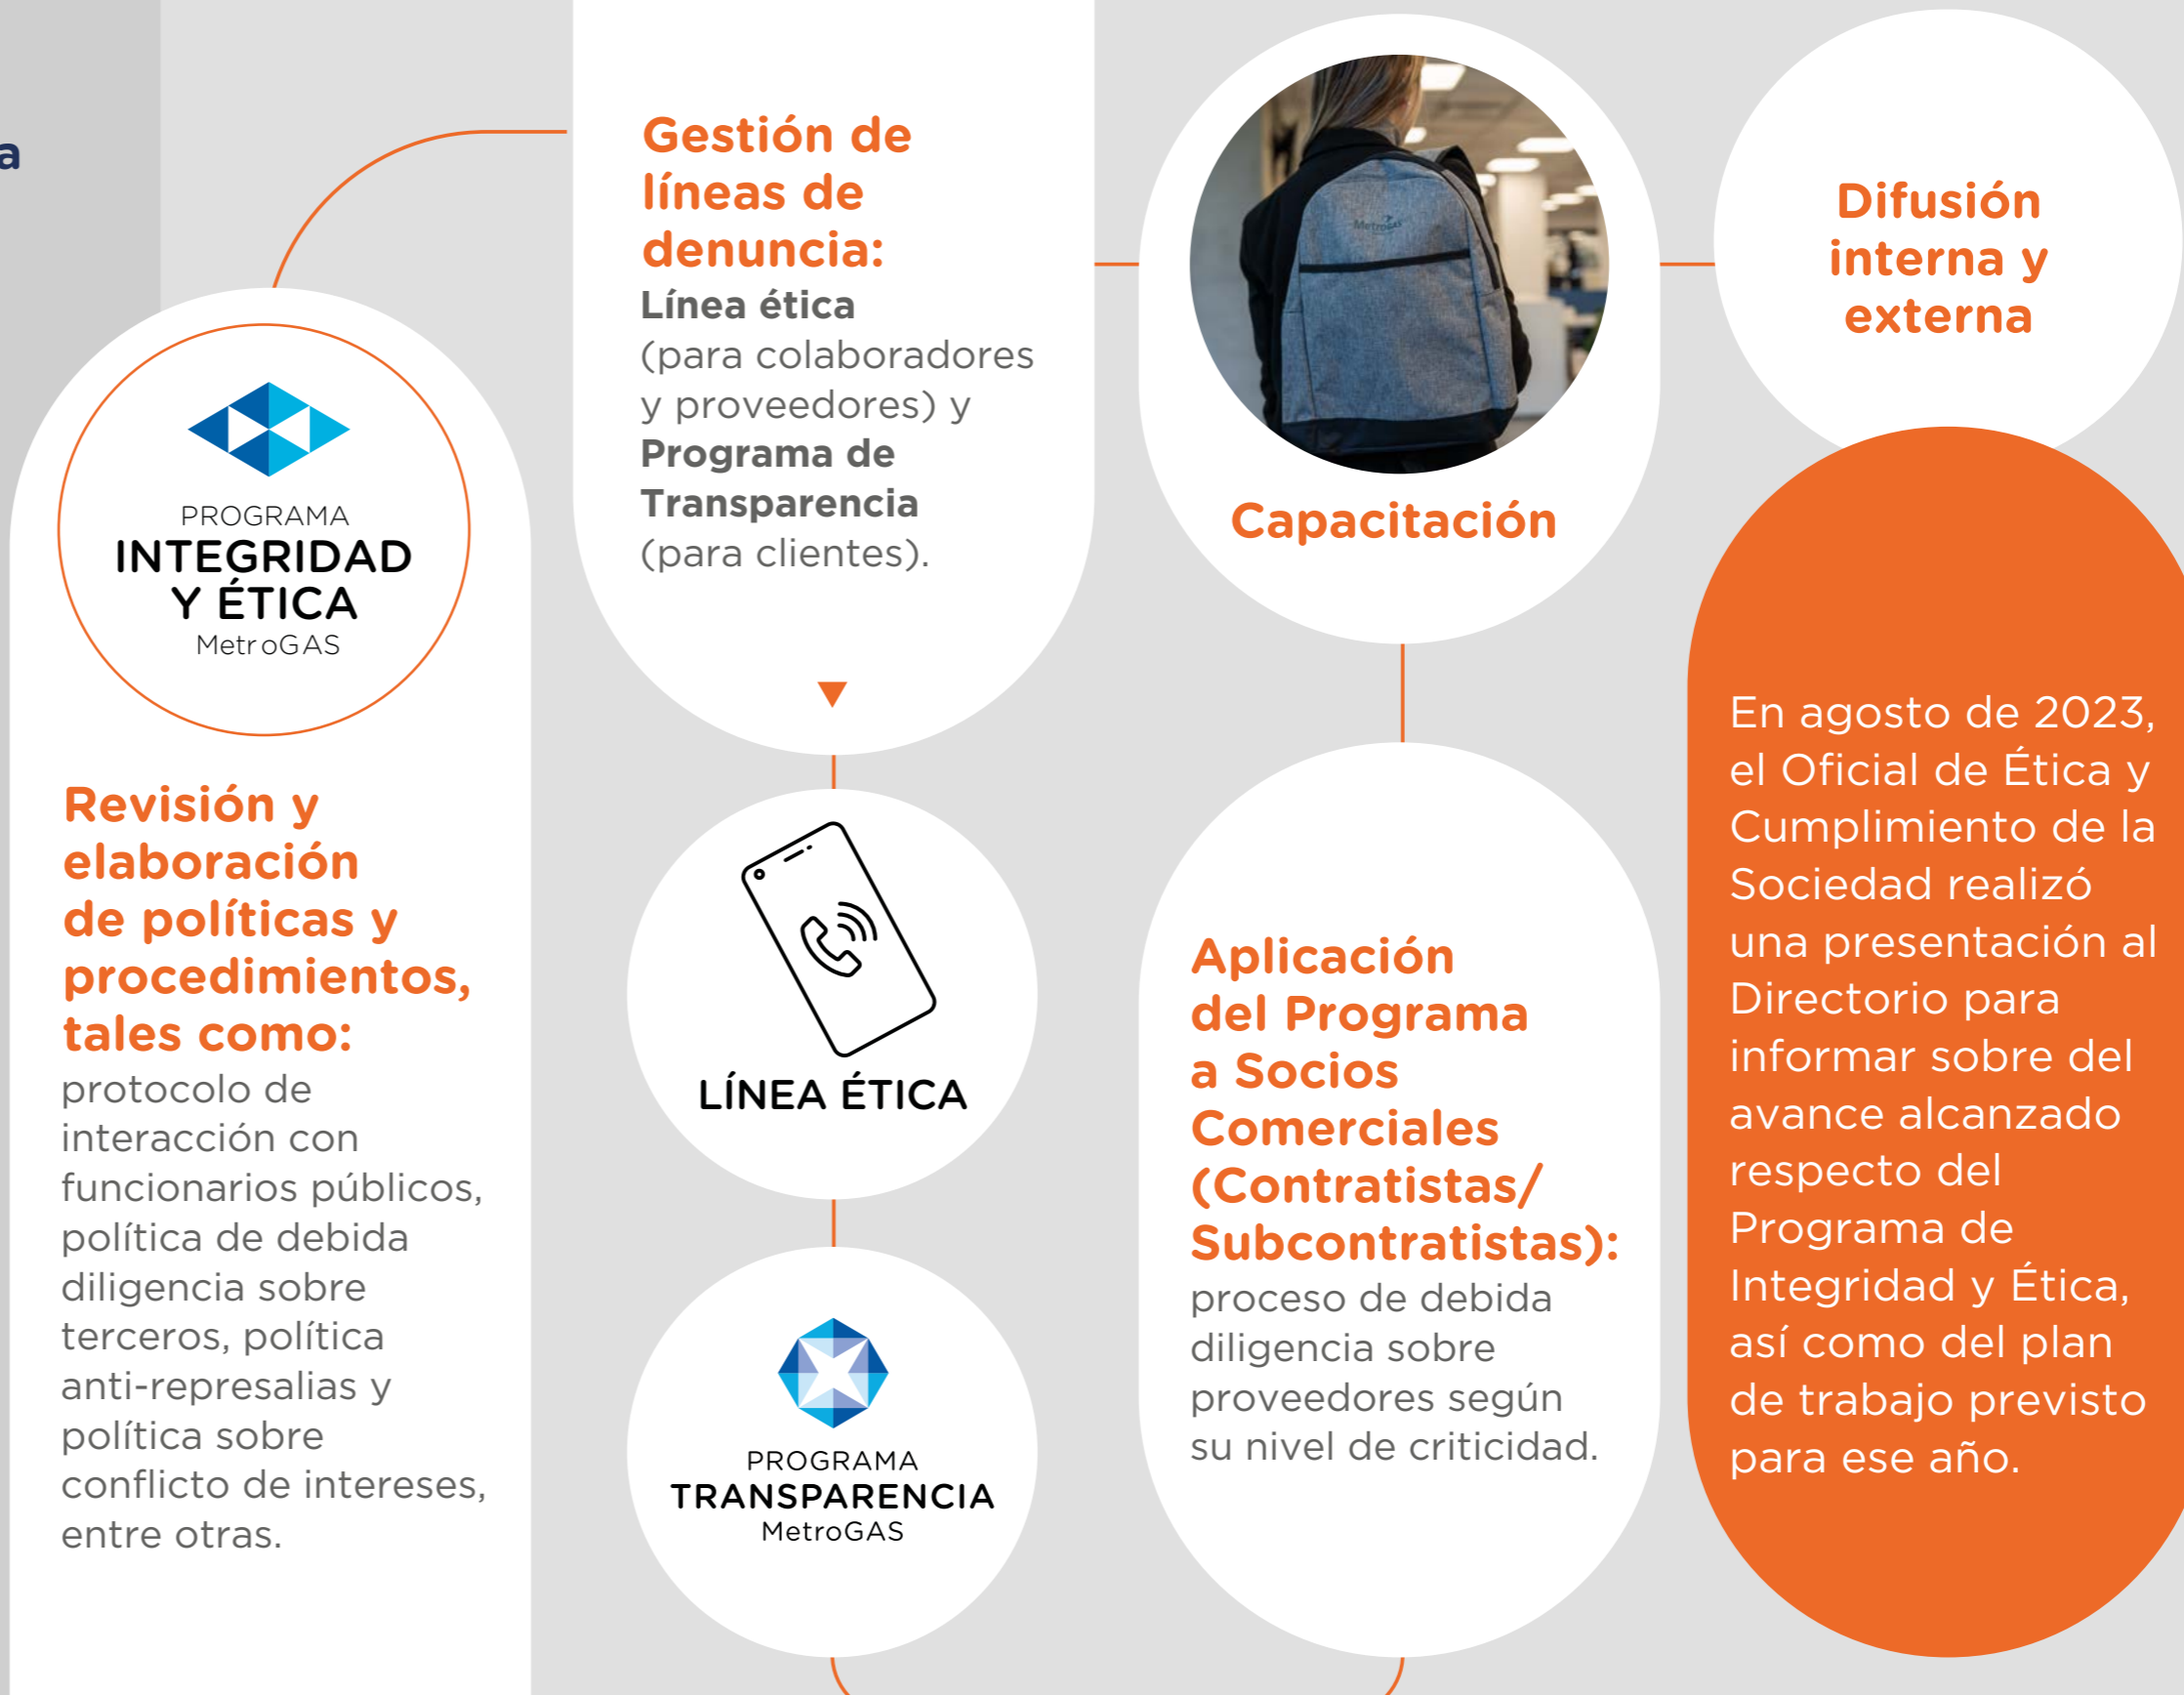 a
PROGRAMA
INTEGRIDAD
Y ÉTICA
MetroGAS
Revisión y
elaboración
de políticas y
procedimientos,
tales como:
protocolo de
interacción con
funcionarios públicos,
política de debida
diligencia sobre
terceros, política
anti-represalias y
política sobre
conflicto de intereses,
entre otras.
Gestión de
líneas de
denuncia:
Línea ética
(para colaboradores
y proveedores) y
Programa de
Transparencia
(para clientes).
LÍNEA ÉTICA
PROGRAMA
TRANSPARENCIA
MetroGAS
MetroGAS
Capacitación
Aplicación
del Programa
a Socios
Comerciales
(Contratistas/
Subcontratistas):
proceso de debida
diligencia sobre
proveedores según
su nivel de criticidad.
Difusión
interna y
externa
En agosto de 2023,
el Oficial de Ética y
Cumplimiento de la
Sociedad realizó
una presentación al
Directorio para
informar sobre del
avance alcanzado
respecto del
Programa de
Integridad y Ética,
así como del plan
de trabajo previsto
para ese año.